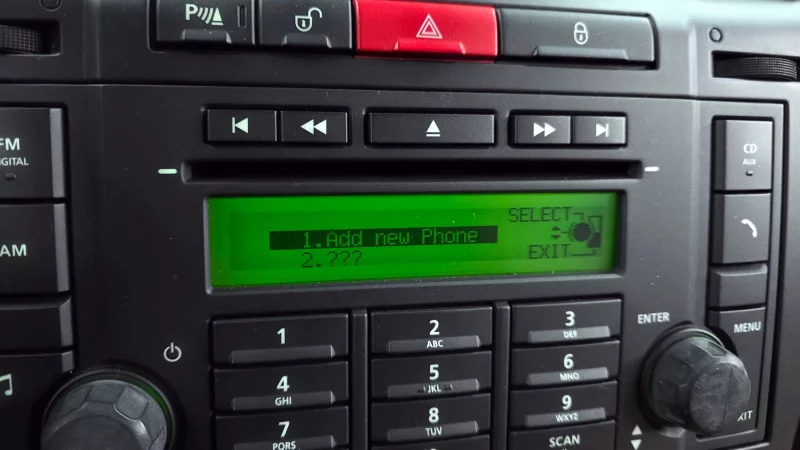 P
FM
DIGITAL
CD
AUX
SELECT
1.Add new Phone
2.???
EXIT
AM
1
2
ABC
3
DEF
ENTER
MENU
4
GHI
5
JKL
6
MNO
7
PQRS
8
TUV
9
WXYZ
SCAN
EXIT